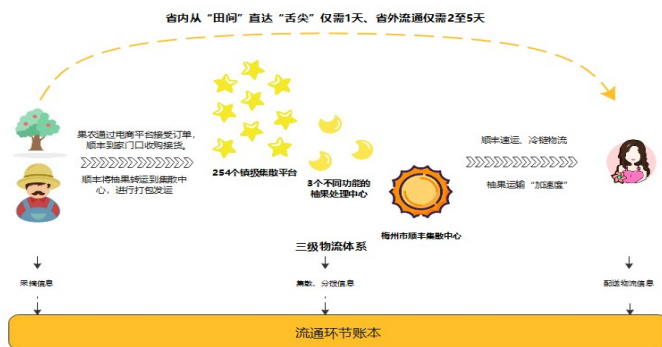 省内从“田间”直达“舌尖”仅需1天、省外流通仅需2至5天
果农通过电商平台接受订单，
顺丰到家门口收购接货。
顺丰将柚果转运到集散中
心，进行打包发运
254个镇级集散平台
3个不同功能的
柚果处理中心
梅州市顺丰集散中心
顺丰速运、冷链物流
柚果运输“加速度”
三级物流体系
采摘信息
集散、分拨信息
配送物流信息
流通环节账本